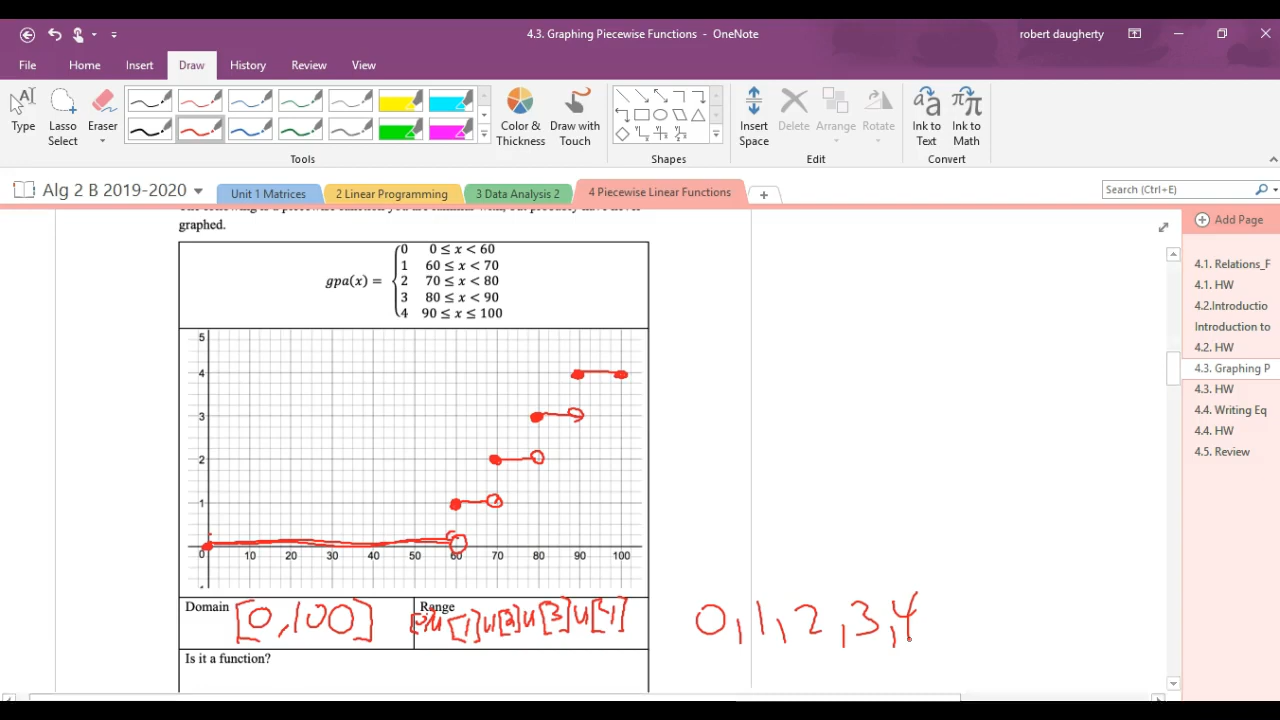 4.3. Graphing Piecewise Functions - OneNote
robert daugherty
File Home Insert Draw History Review View
Type
Lasso Select
Eraser
Color & Thickness
Draw with Touch
Insert Space
Delete
Arrange
Rotate
Ink to Text
Ink to Math
Tools
Shapes
Edit
Convert
Alg 2 B 2019-2020
Unit 1 Matrices
2 Linear Programming
3 Data Analysis 2
4 Piecewise Linear Functions
Search (Ctrl+E)
Add Page
4.1. Relations_F
4.1. HW
4.2.Introductio
Introduction to
4.2. HW
4.3. Graphing P
4.3. HW
4.4. Writing Eq
4.4. HW
4.5. Review
graphed.
0 0 ≤ x < 60
1 60 ≤ x < 70
gpa(x) = { 2 70 ≤ x < 80
3 80 ≤ x < 90
4 90 ≤ x ≤ 100
5
4
3
2
1
0 10 20 30 40 50 60 70 80 90 100
Domain [0,100]
Range
0,1,2,3,4
Is it a function?